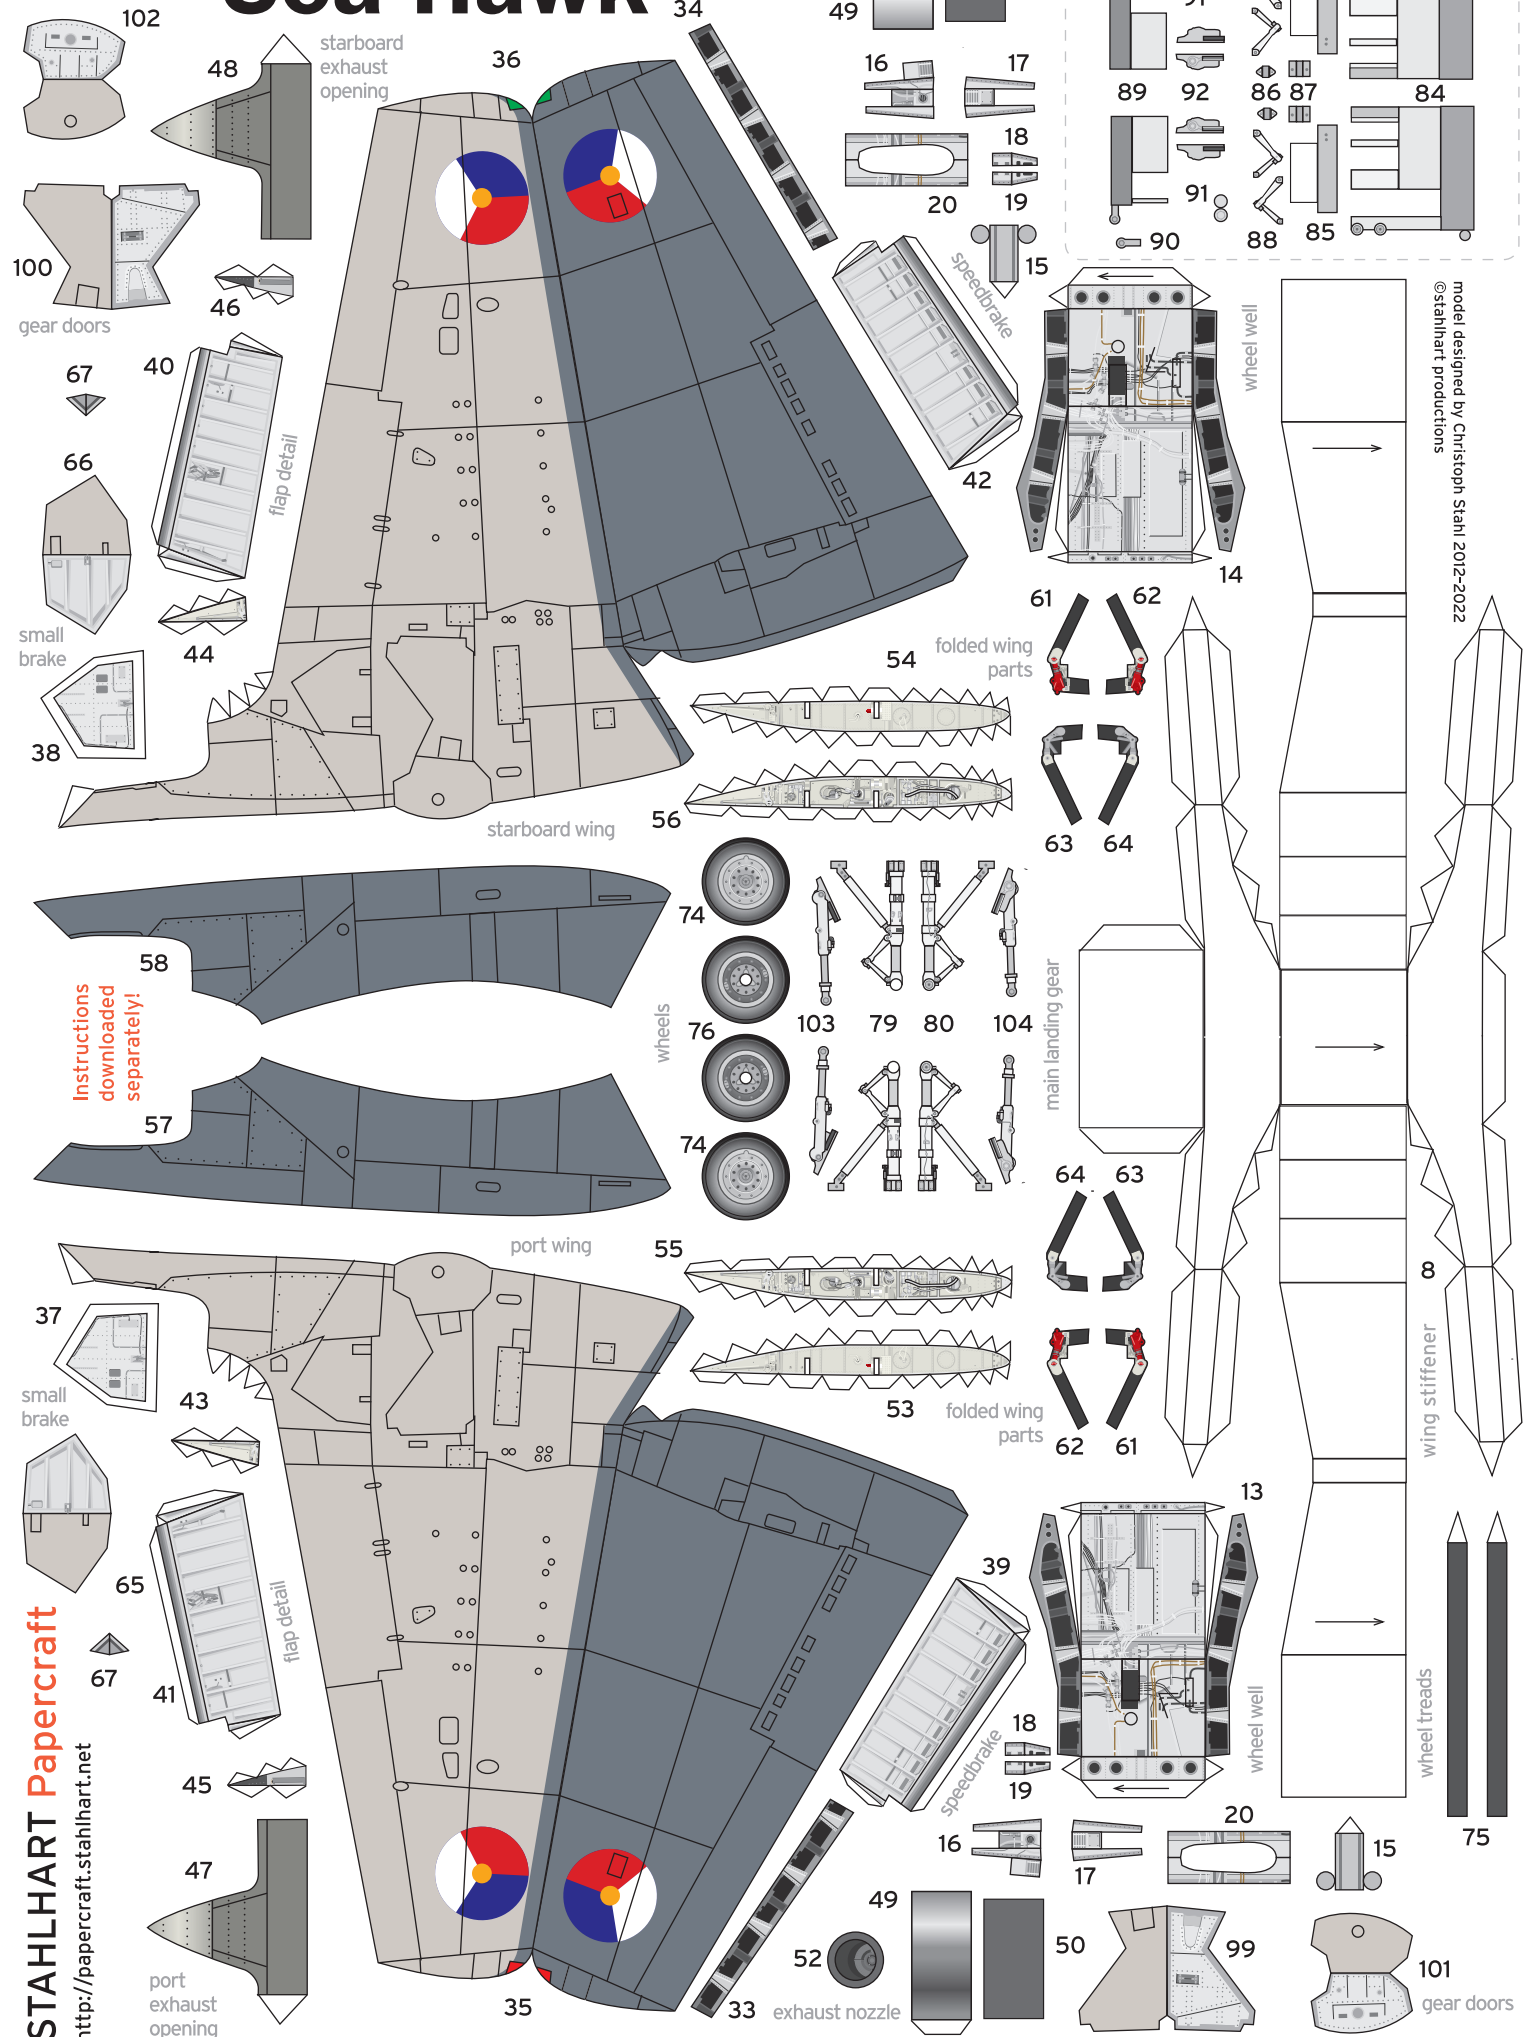 Sea Hawk
102
48
starboard
exhaust
opening
36
34
49
16
17
18
19
20
15
speedbrake
89
92
86
87
84
91
90
88
85
100
gear doors
46
40
67
66
flap detail
small
brake
44
38
42
wheel well
14
model designed by Christoph Stahl 2012-2022
©stahlhart productions
61
62
folded wing
parts
54
56
63
64
starboard wing
58
Instructions
downloaded
separately!
57
wheels
74
76
74
103
79
80
104
main landing gear
64
63
8
wing stiffener
port wing
55
53
folded wing
parts
62
61
37
small
brake
43
65
67
41
flap detail
45
47
port
exhaust
opening
STAHLHART Papercraft
http://papercraft.stahlhart.net
35
33
39
speedbrake
13
wheel well
18
19
16
17
20
15
wheel treads
75
49
50
52
exhaust nozzle
99
101
gear doors